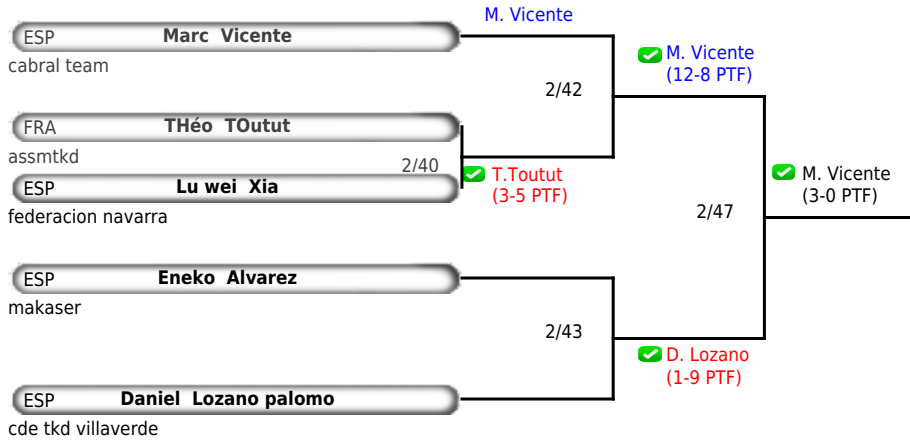 M. Vicente
ESP Marc Vicente
cabral team
M. Vicente
(12-8 PTF)
2/42
FRA THéo TOutut
assmtkd
2/40
T.Toutut
(3-5 PTF)
ESP Lu wei Xia
federacion navarra
M. Vicente
(3-0 PTF)
2/47
ESP Eneko Alvarez
makaser
2/43
D. Lozano
(1-9 PTF)
ESP Daniel Lozano palomo
cde tkd villaverde